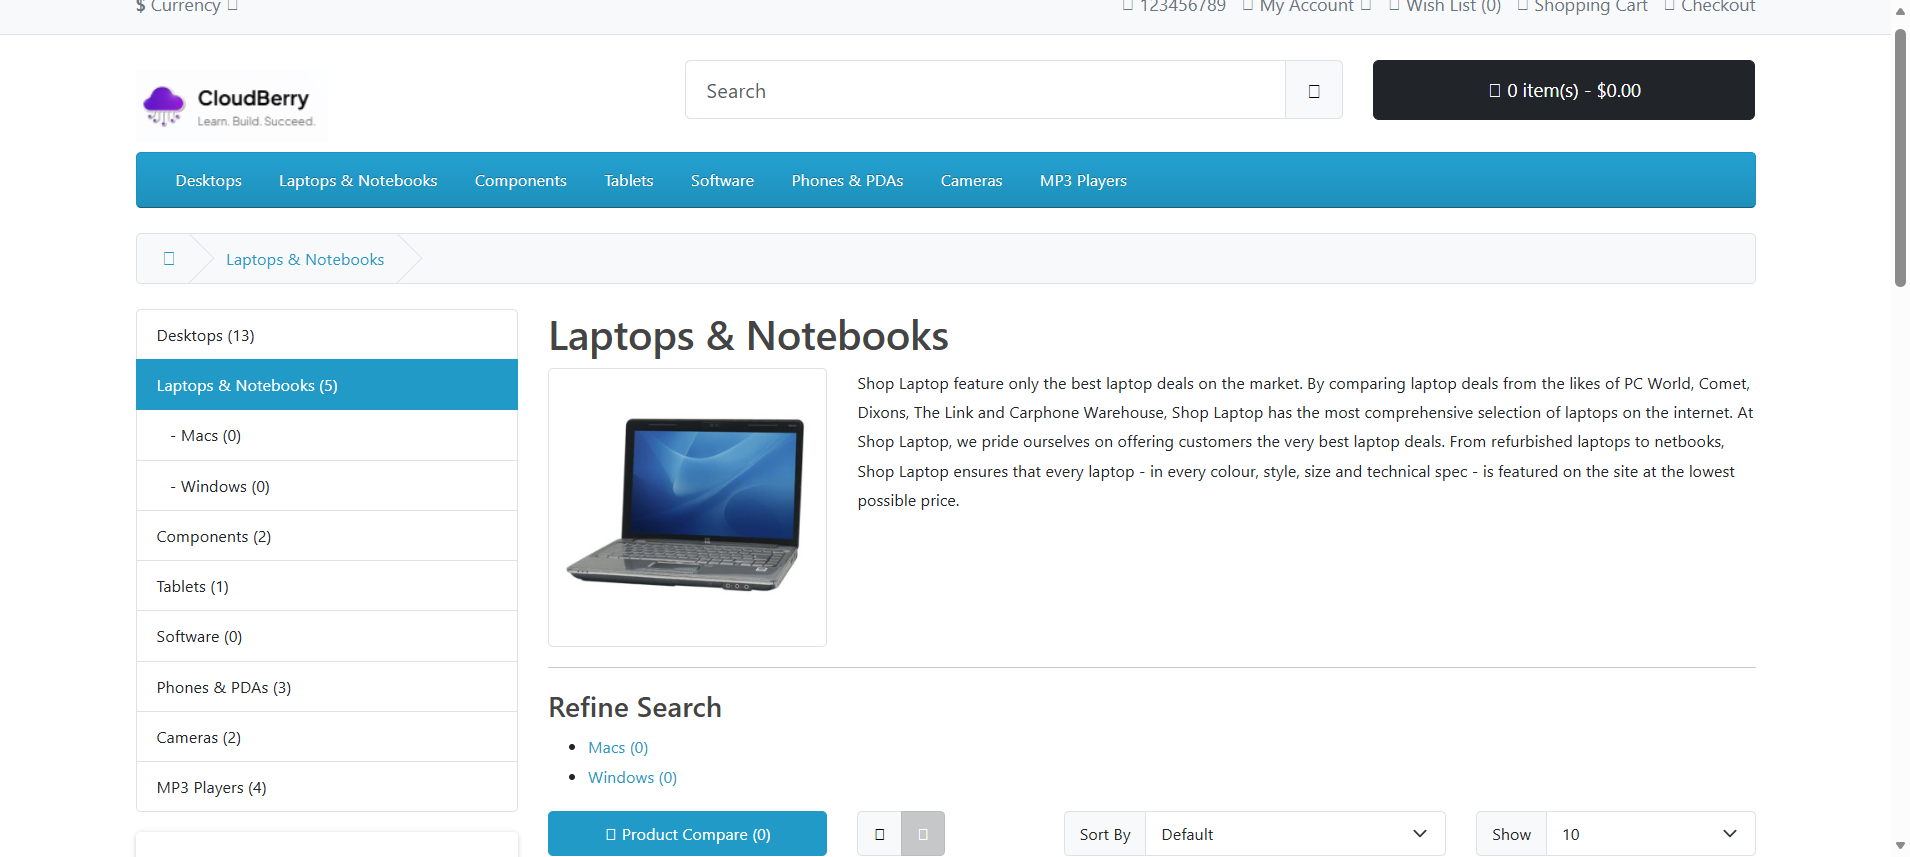 $ Currency
123456789 My Account Wish List (0) Shopping Cart Checkout
CloudBerry
Learn. Build. Succeed.
Search
0 item(s) - $0.00
Desktops Laptops & Notebooks Components Tablets Software Phones & PDAs Cameras MP3 Players
Laptops & Notebooks
Desktops (13)
Laptops & Notebooks (5)
- Macs (0)
- Windows (0)
Components (2)
Tablets (1)
Software (0)
Phones & PDAs (3)
Cameras (2)
MP3 Players (4)
Laptops & Notebooks
Shop Laptop feature only the best laptop deals on the market. By comparing laptop deals from the likes of PC World, Comet,
Dixons, The Link and Carphone Warehouse, Shop Laptop has the most comprehensive selection of laptops on the internet. At
Shop Laptop, we pride ourselves on offering customers the very best laptop deals. From refurbished laptops to netbooks,
Shop Laptop ensures that every laptop - in every colour, style, size and technical spec - is featured on the site at the lowest
possible price.
Refine Search
Macs (0)
Windows (0)
Product Compare (0)
Sort By Default
Show 10